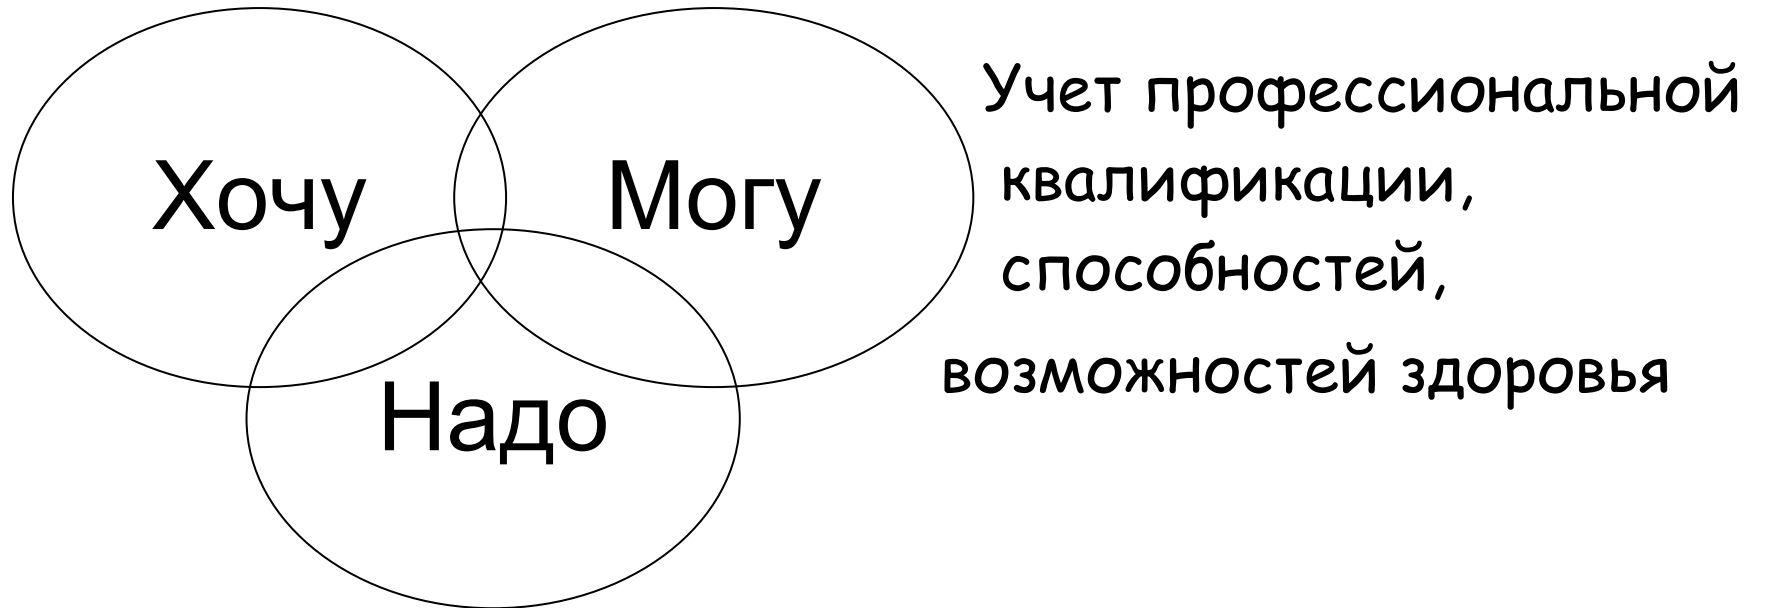 Хочу
Могу
Надо
Учет профессиональной
квалификации,
способностей,
возможностей здоровья